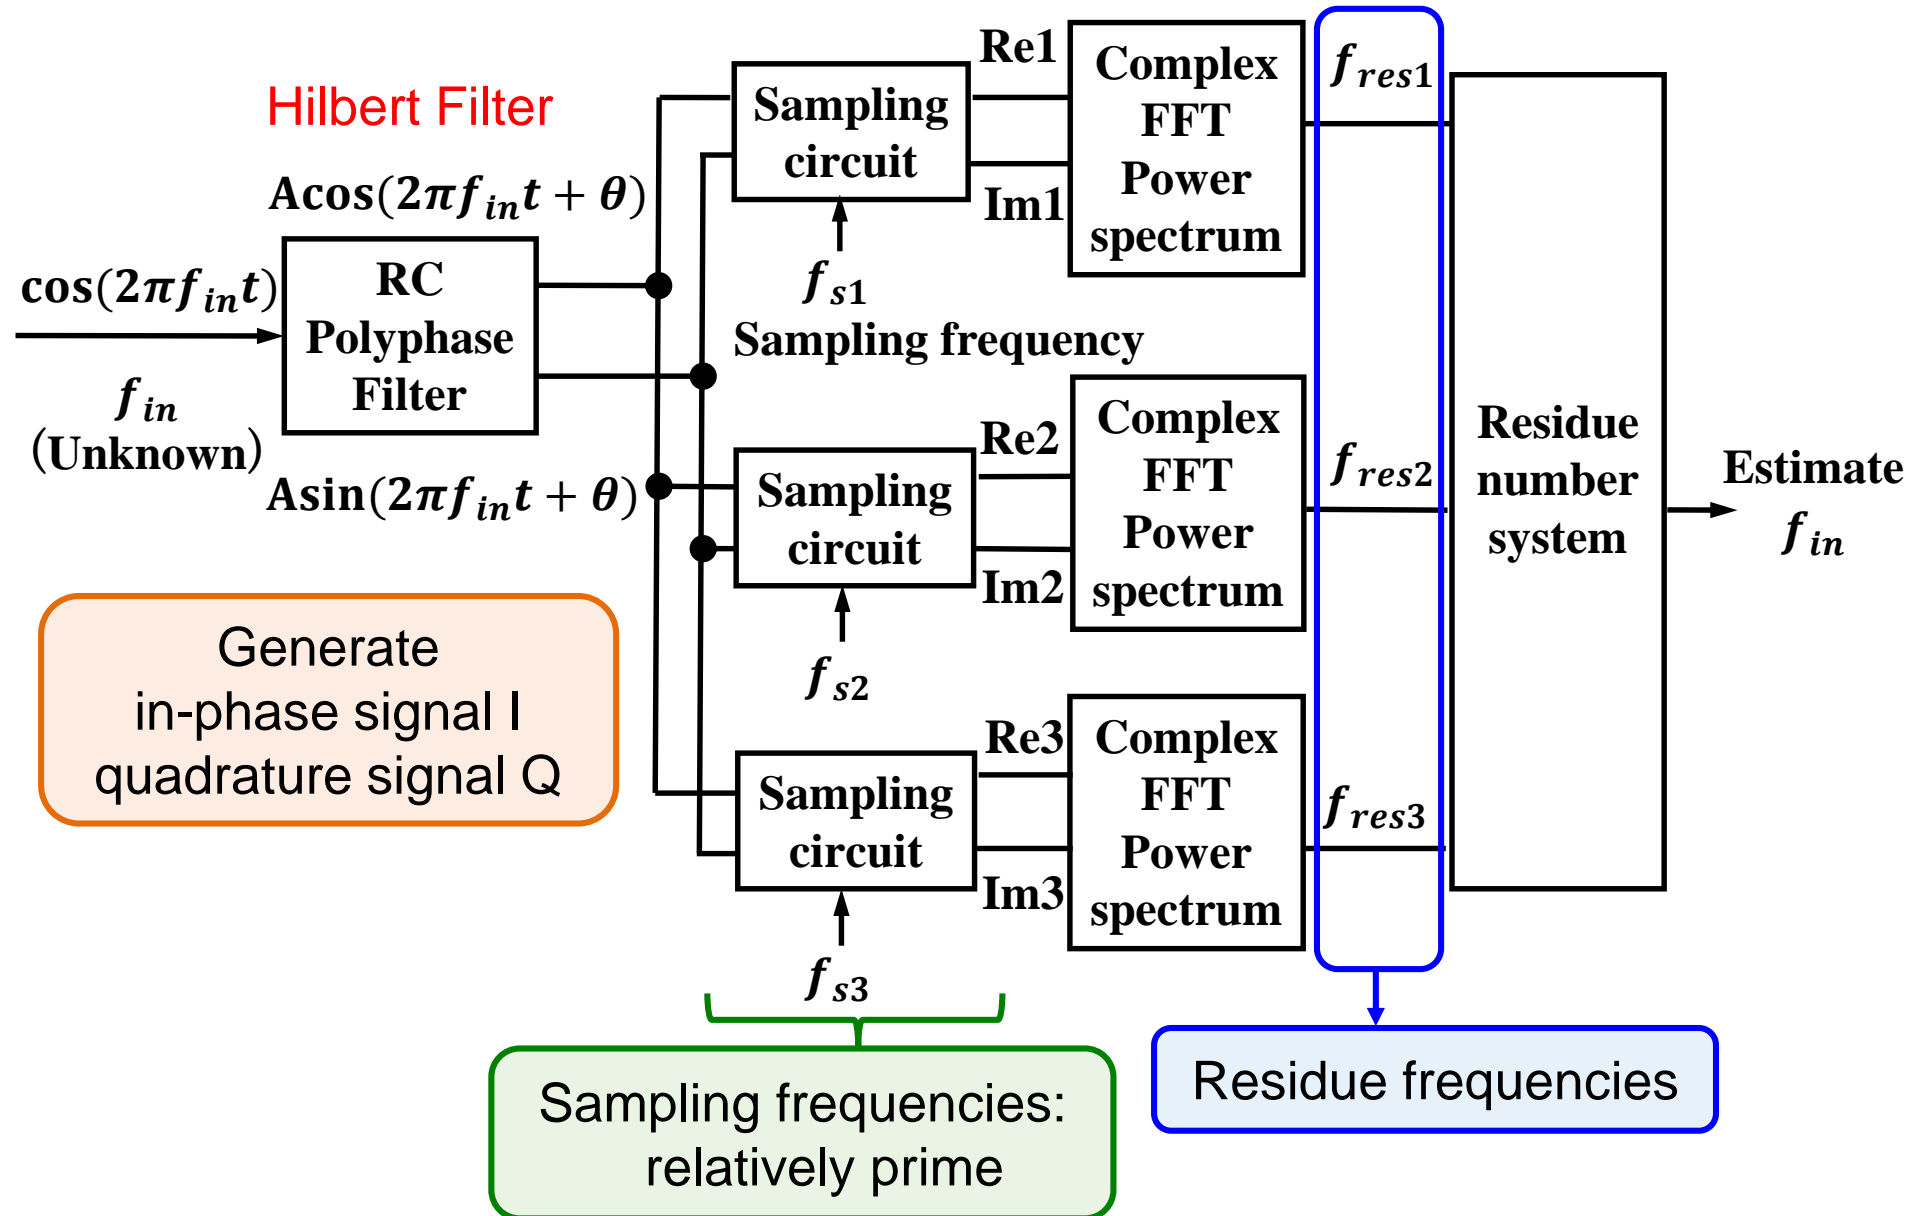 Hilbert Filter
Acos(2πf_in t + θ)
cos(2πf_in t)
f_in
(Unknown)
RC
Polyphase
Filter
Asin(2πf_in t + θ)
Generate
in-phase signal I
quadrature signal Q
Sampling
circuit
f_s1
Sampling frequency
Re1
Im1
Complex
FFT
Power
spectrum
f_res1
Sampling
circuit
f_s2
Re2
Im2
Complex
FFT
Power
spectrum
f_res2
Sampling
circuit
f_s3
Re3
Im3
Complex
FFT
Power
spectrum
f_res3
Residue
number
system
Estimate
f_in
Sampling frequencies:
relatively prime
Residue frequencies